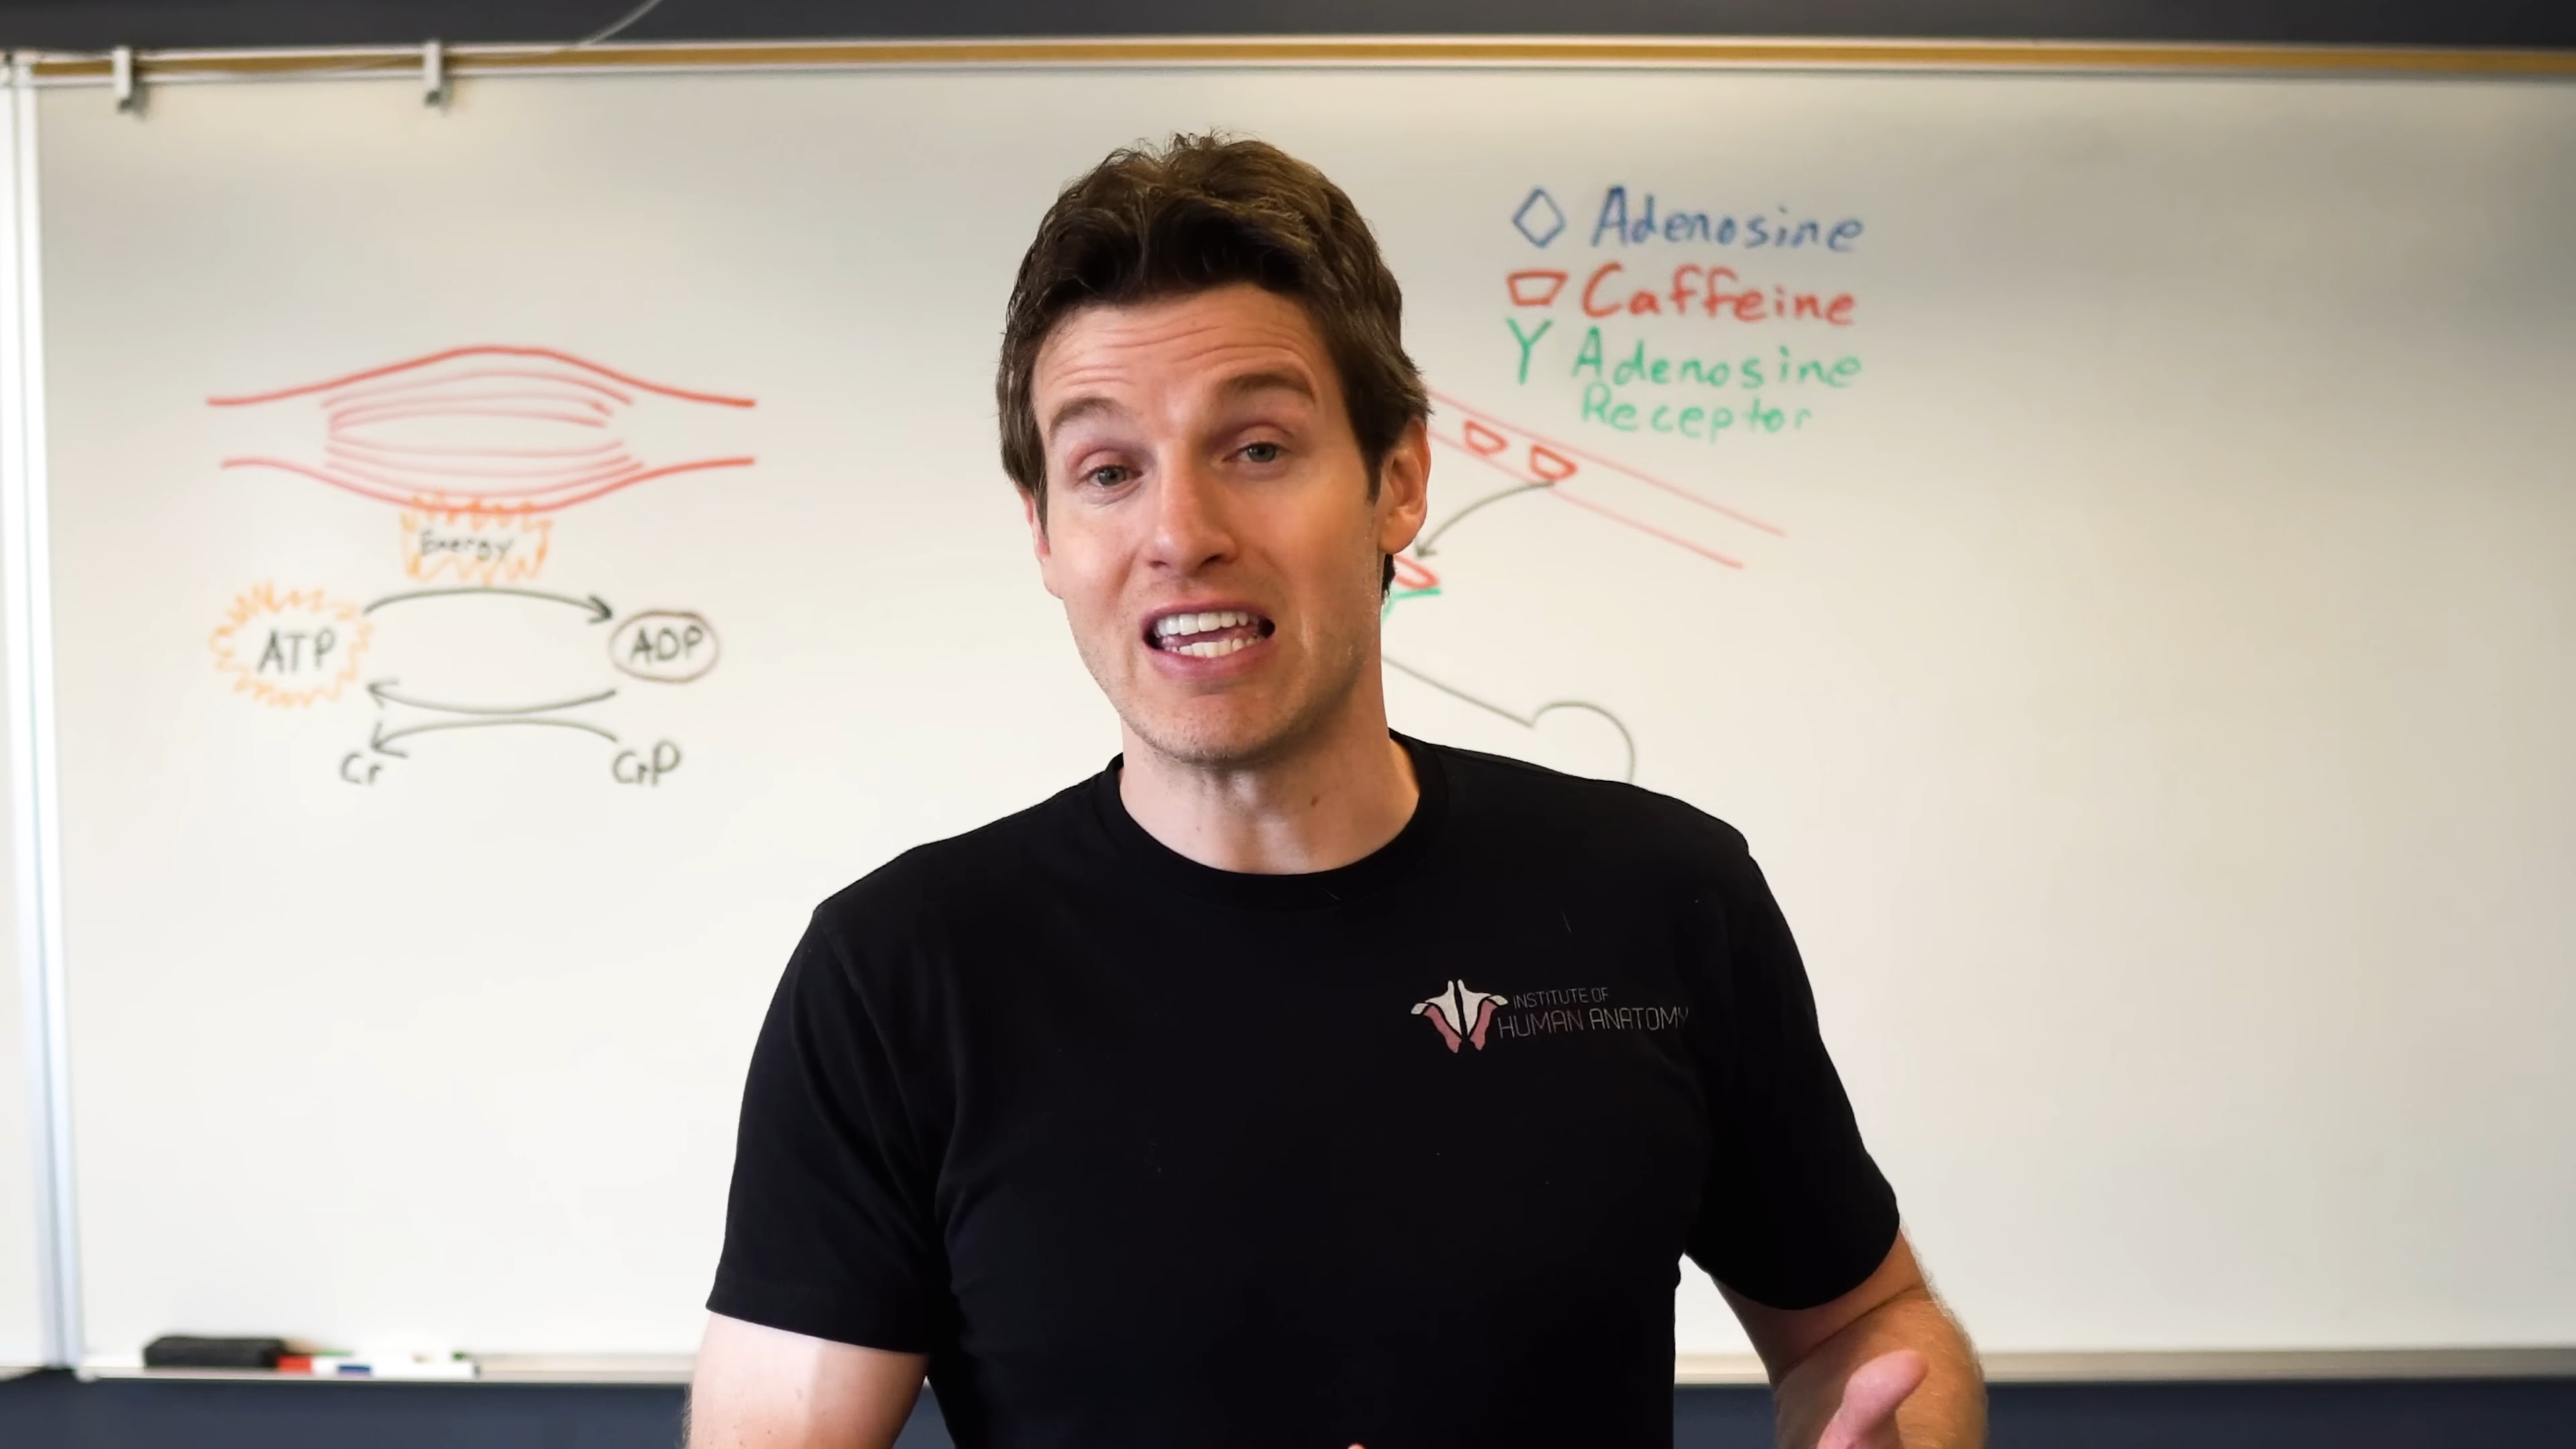 Adenosine
Caffeine
Y Adenosine
Receptor
Energy
ATP
ADP
Cr
CrP
INSTITUTE OF
HUMAN ANATOMY